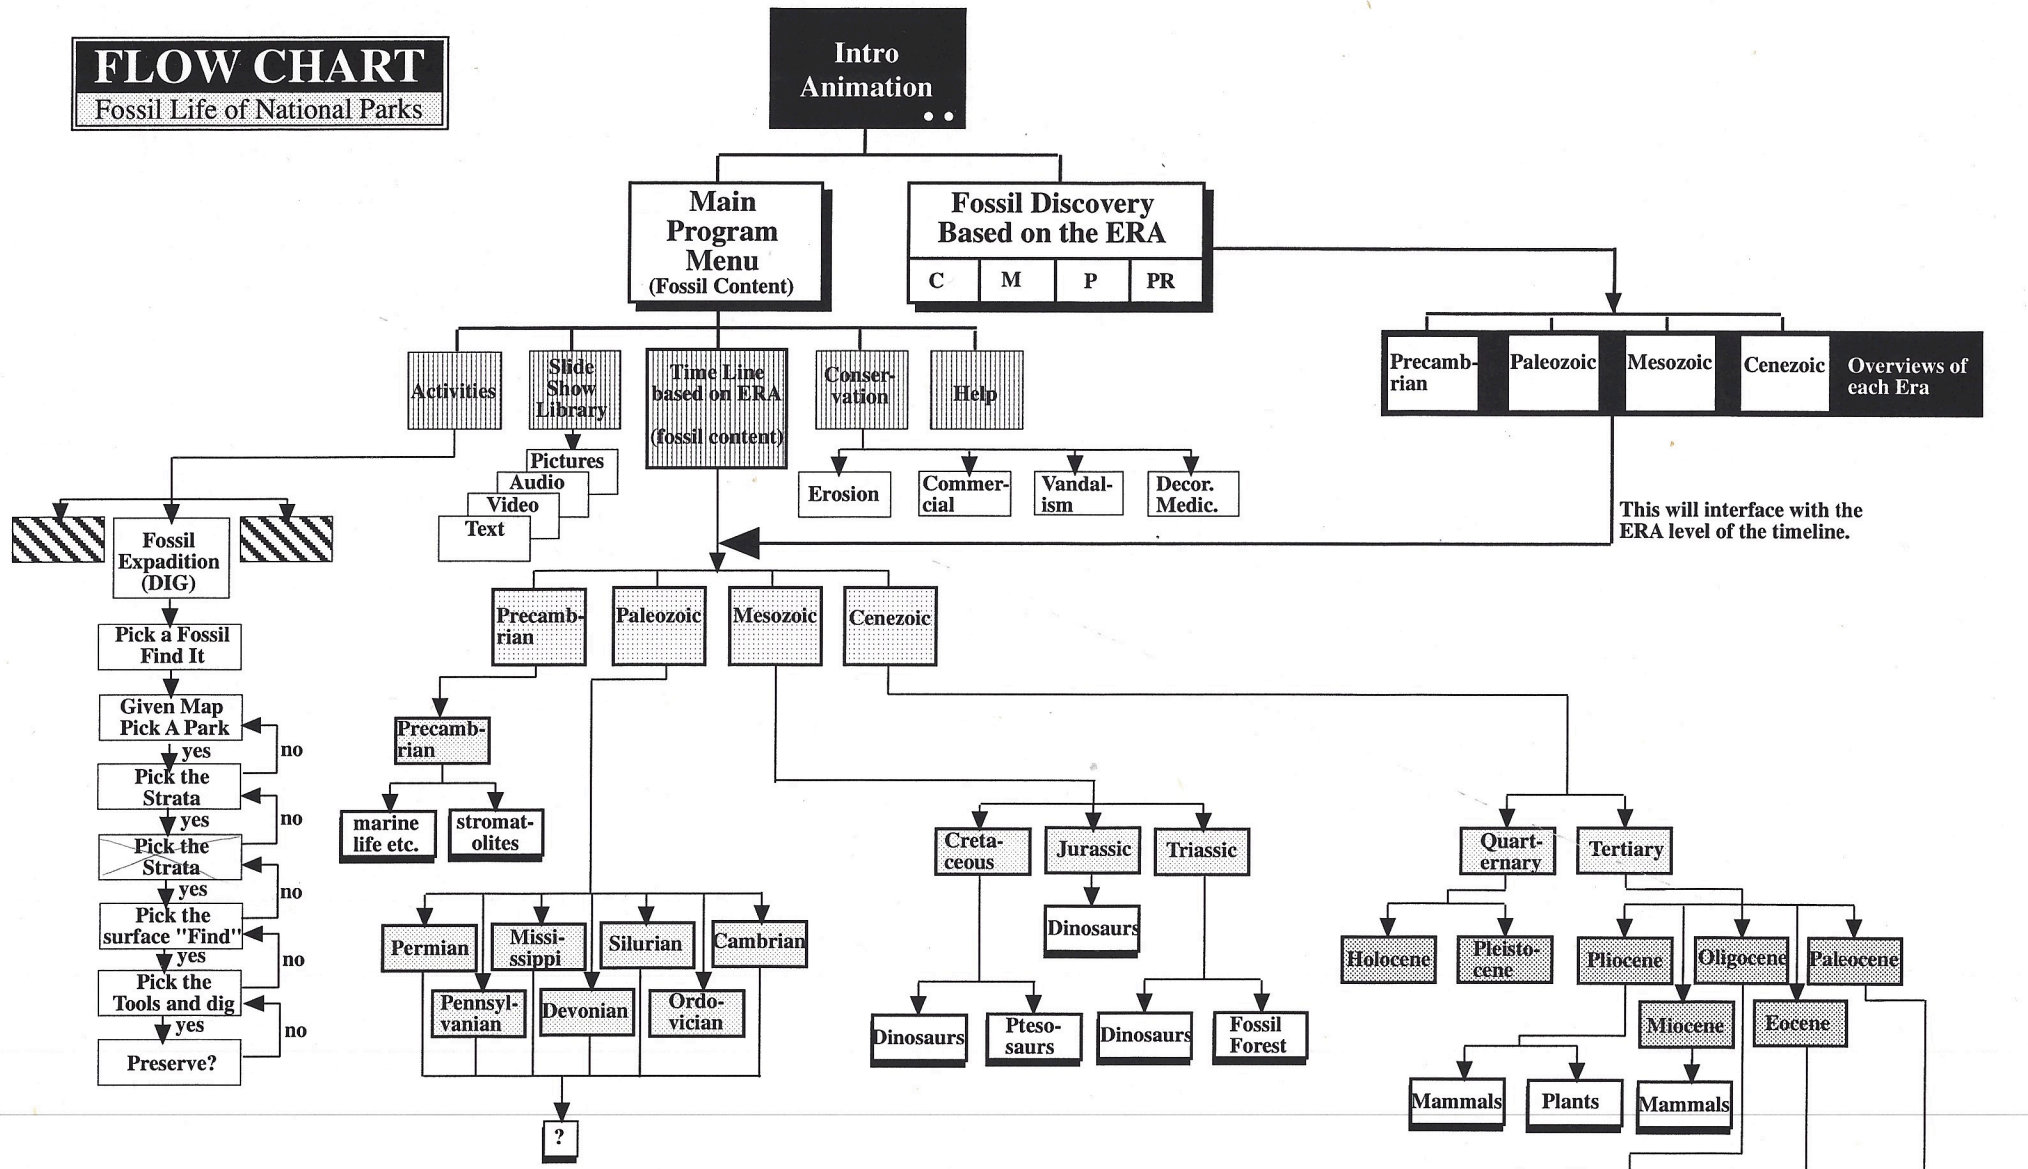 FLOW CHART
Fossil Life of National Parks
Intro
Animation
Main
Program
Menu
(Fossil Content)
Fossil Discovery
Based on the ERA
C M P PR
Activities
Slide
Show
Library
Time Line
based on ERA
(fossil content)
Conser-
vation
Help
Precamb-
rian
Paleozoic
Mesozoic
Cenezoic
Overviews of
each Era
Pictures
Audio
Video
Text
Erosion
Commer-
cial
Vandal-
ism
Decor.
Medic.
This will interface with the
ERA level of the timeline.
Fossil
Expadition
(DIG)
Pick a Fossil
Find It
Given Map
Pick A Park
yes
no
Pick the
Strata
yes
no
Pick the
Strata
yes
no
Pick the
surface "Find"
yes
no
Pick the
Tools and dig
yes
no
Preserve?
Precamb-
rian
Paleozoic
Mesozoic
Cenezoic
Precamb-
rian
marine
life etc.
stromat-
olites
Permian
Missi-
ssippi
Silurian
Cambrian
Pennsyl-
vanian
Devonian
Ordo-
vician
?
Creta-
ceous
Jurassic
Triassic
Dinosaurs
Dinosaurs
Pteso-
saurs
Dinosaurs
Fossil
Forest
Quart-
ernary
Tertiary
Holocene
Pleisto-
cene
Pliocene
Oligocene
Paleocene
Miocene
Eocene
Mammals
Plants
Mammals